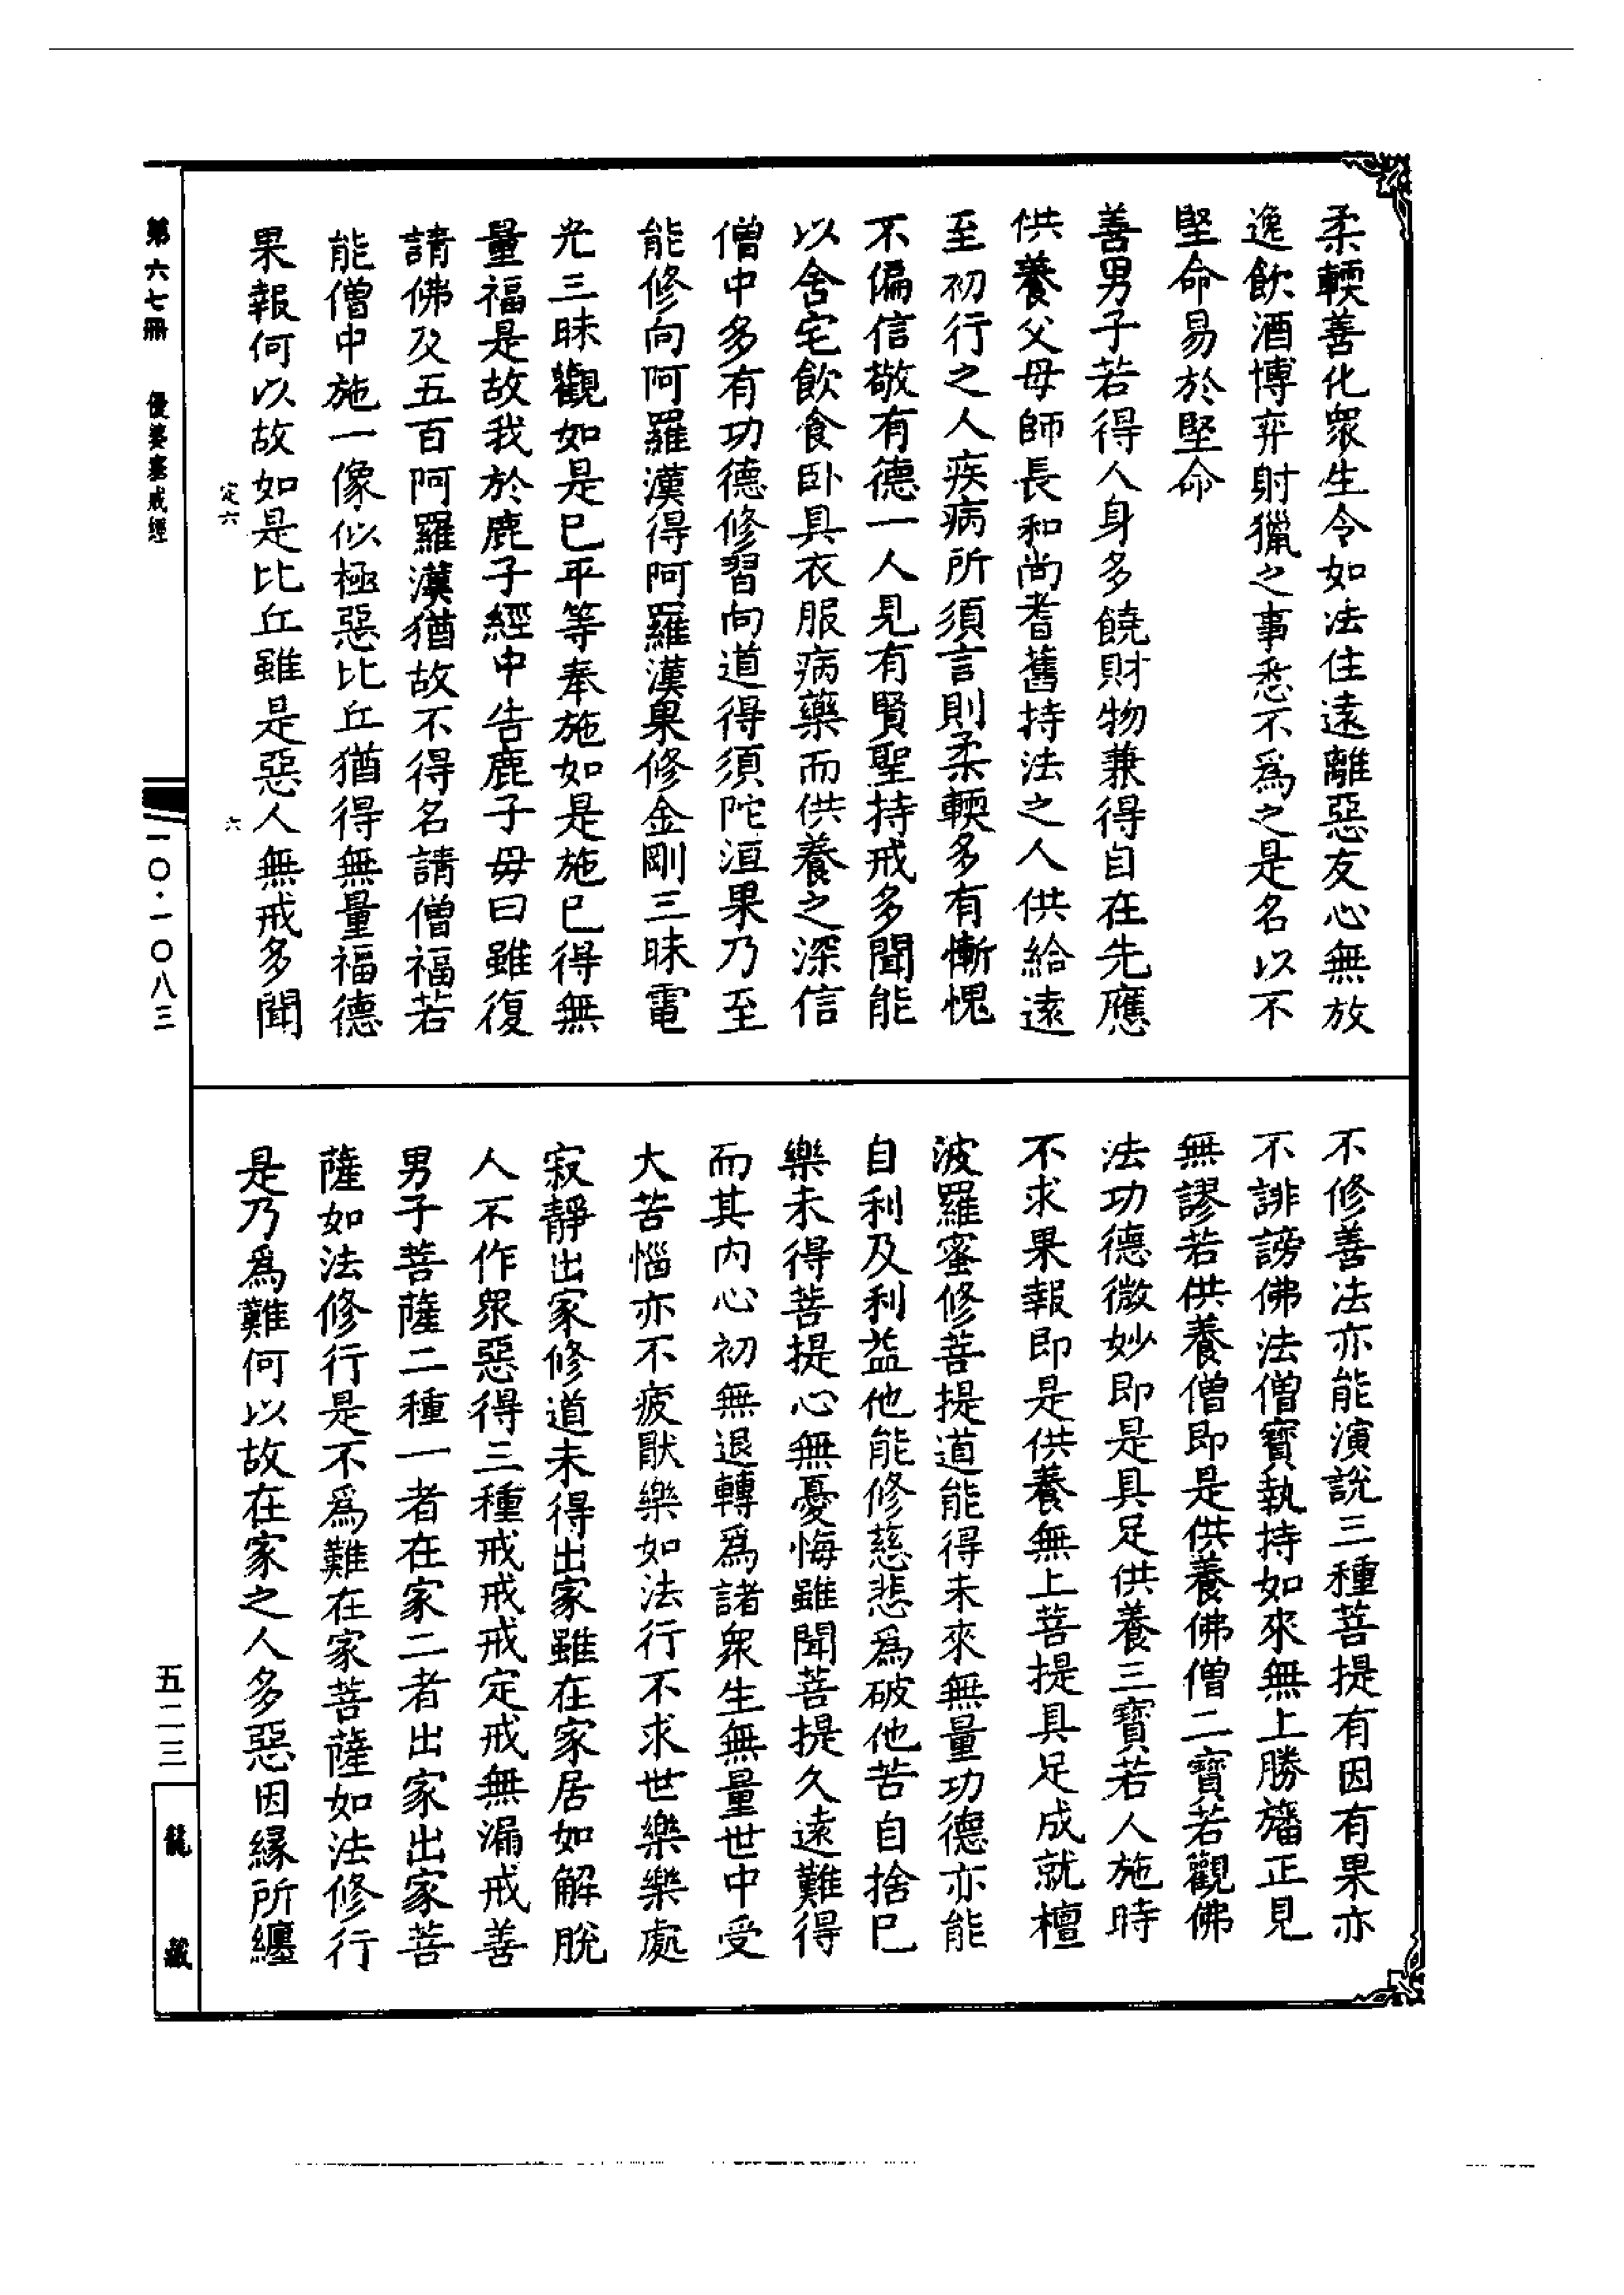 柔輭善化衆生令如法住遠離惡友心無放
逸飲酒博弈射獵之事悉不爲之是名以不
堅命易於堅命
善男子若得人身多饒財物兼得自在先應
供養父母師長和尚耆舊持法之人供給遠
至初行之人疾病所須言則柔輭多有慚愧
不偏信敬有德一人見有賢聖持戒多聞能
以舍宅飲食卧具衣服病藥而供養之深信
僧中多有功德修習向道得須陀洹果乃至
能修向阿羅漢得阿羅漢果修金剛三昧電
光三昧觀如是已平等奉施如是施已得無
量福是故我於鹿子經中告鹿子母曰雖復
請佛及五百阿羅漢猶故不得名請僧福若
能僧中施一像似極惡比丘猶得無量福德
果報何以故如是比丘雖是惡人無戒多聞
不修善法亦能演說三種菩提有因有果亦
不誹謗佛法僧寶執持如來無上勝旛正見
無謬若供養僧即是供養佛僧二寶若觀佛
法功德微妙即是具足供養三寶若人施時
不求果報即是供養無上菩提具足成就檀
波羅蜜修菩提道能得未來無量功德亦能
自利及利益他能修慈悲爲破他苦自捨已
樂未得菩提心無憂悔雖聞菩提久遠難得
而其內心初無退轉爲諸衆生無量世中受
大苦惱亦不疲猒樂如法行不求世樂樂處
寂靜出家修道未得出家雖在家居如解脫
人不作衆惡得三種戒戒戒定戒無漏戒善
男子菩薩二種一者在家二者出家出家菩
薩如法修行是不爲難在家菩薩如法修行
是乃爲難何以故在家之人多惡因緣所纏
定六
六
第六七冊
優婆塞戒經
一〇·一〇八三
五二三
龍藏